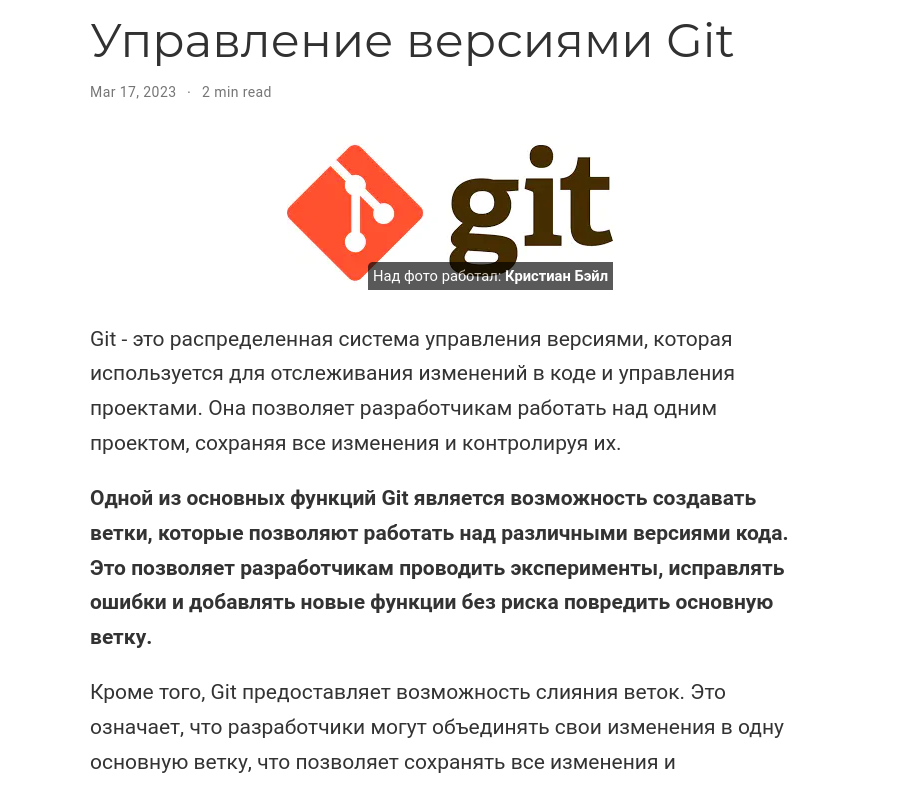 Управление версиями Git
Mar 17, 2023 · 2 min read
git
Над фото работал: Кристиан Бэйл
Git - это распределенная система управления версиями, которая
используется для отслеживания изменений в коде и управления
проектами. Она позволяет разработчикам работать над одним
проектом, сохраняя все изменения и контролируя их.
Одной из основных функций Git является возможность создавать
ветки, которые позволяют работать над различными версиями кода.
Это позволяет разработчикам проводить эксперименты, исправлять
ошибки и добавлять новые функции без риска повредить основную
ветку.
Кроме того, Git предоставляет возможность слияния веток. Это
означает, что разработчики могут объединять свои изменения в одну
основную ветку, что позволяет сохранять все изменения и